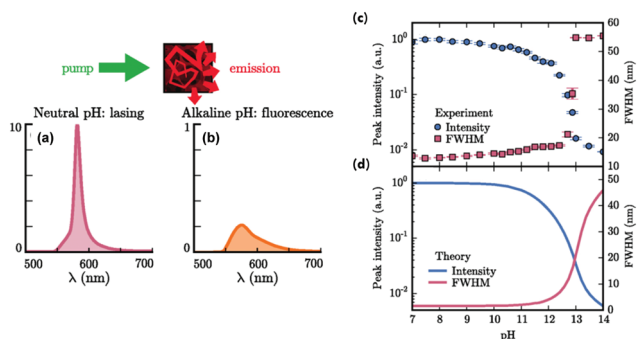 (c)
pump
emission
Neutral pH: lasing
Alkaline pH: fluorescence
(a)
(b)
10
0
500
600
700
λ (nm)
1
0
500
600
700
λ (nm)
Peak intensity (a.u.)
10⁰
10⁻¹
10⁻²
Experiment
Intensity
FWHM
60
50
40
30
20
10
FWHM (nm)
(d)
Peak intensity (a.u.)
10⁰
10⁻¹
10⁻²
Theory
Intensity
FWHM
50
40
30
20
10
0
FWHM (nm)
7
8
9
10
11
12
13
14
pH